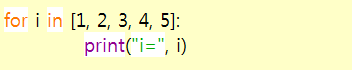 for i in [1, 2, 3, 4, 5]:
print("i=", i)